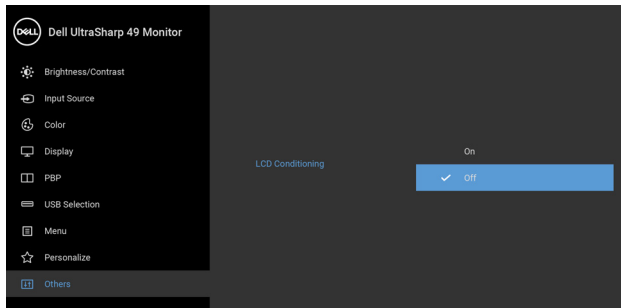 DELL
Dell UltraSharp 49 Monitor
Brightness/Contrast
Input Source
Color
Display
PBP
USB Selection
Menu
Personalize
Others
LCD Conditioning
On
Off